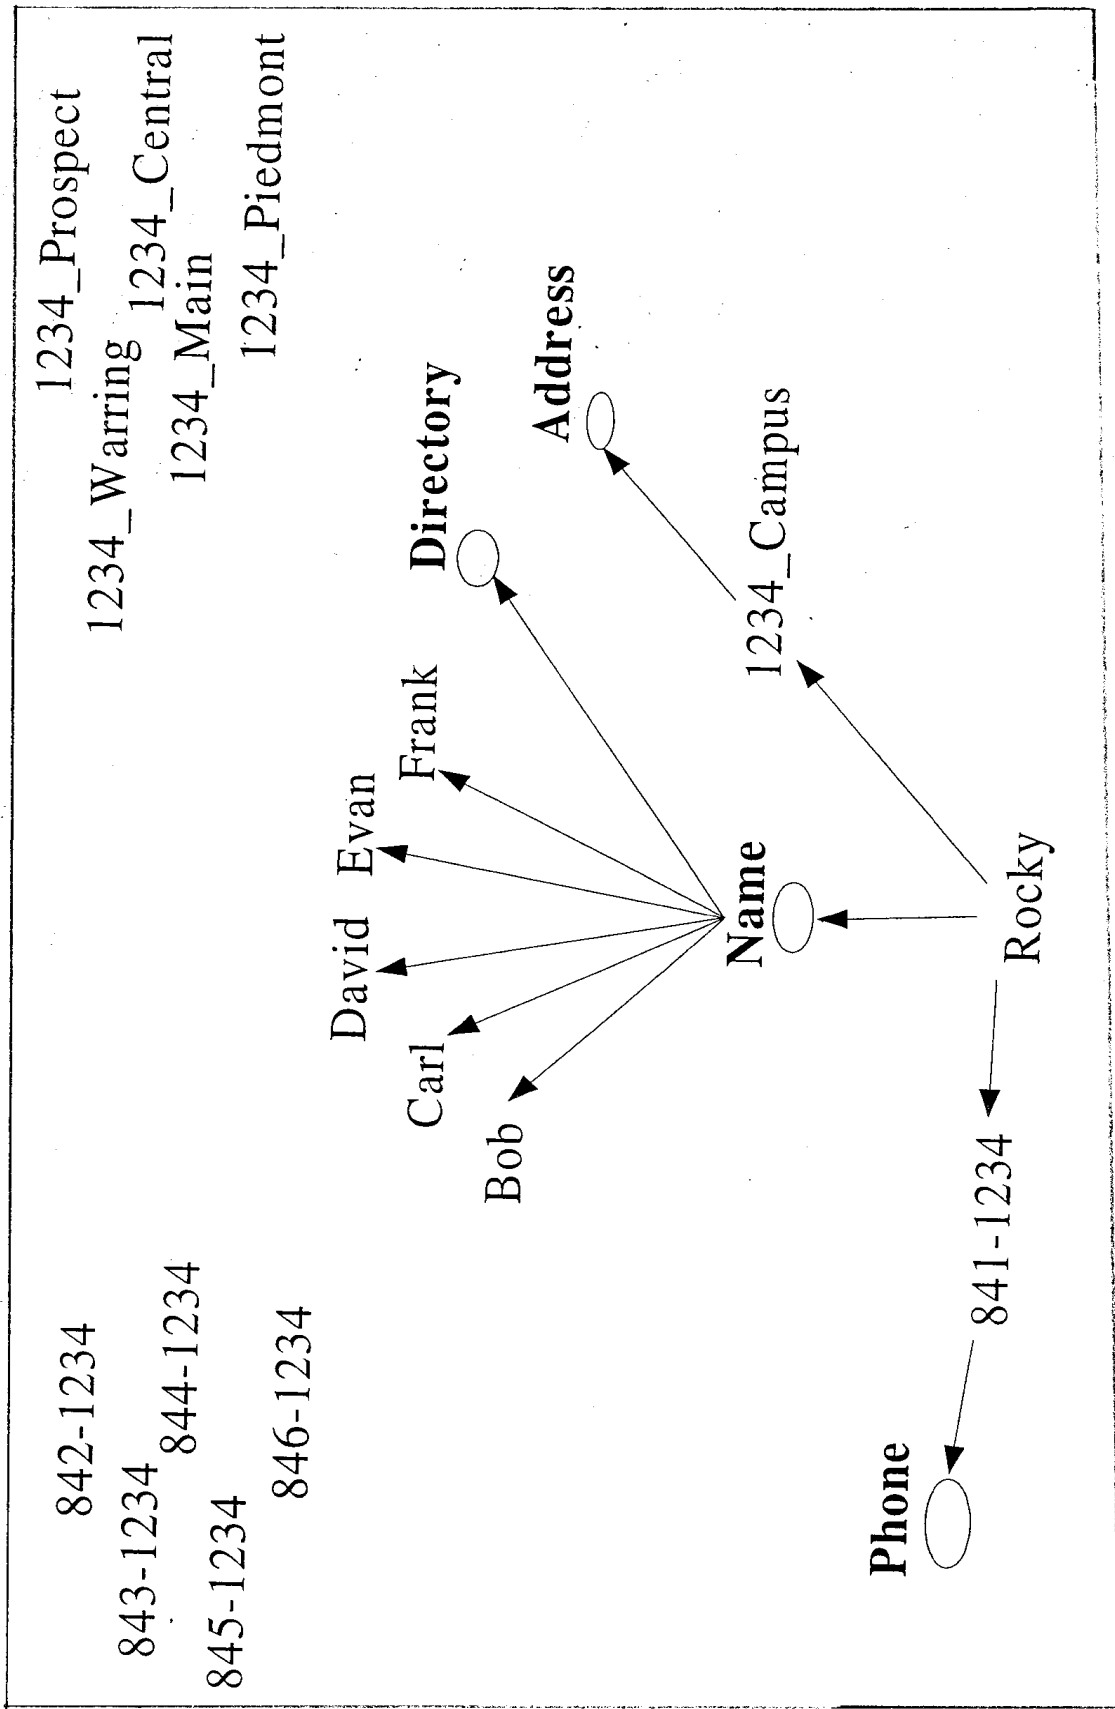 842-1234
843-1234
844-1234
845-1234
846-1234
1234_Prospect
1234_Warring
1234_Central
1234_Main
1234_Piedmont
David
Evan
Carl
Frank
Bob
Directory
Address
Name
1234_Campus
Phone
841-1234
Rocky